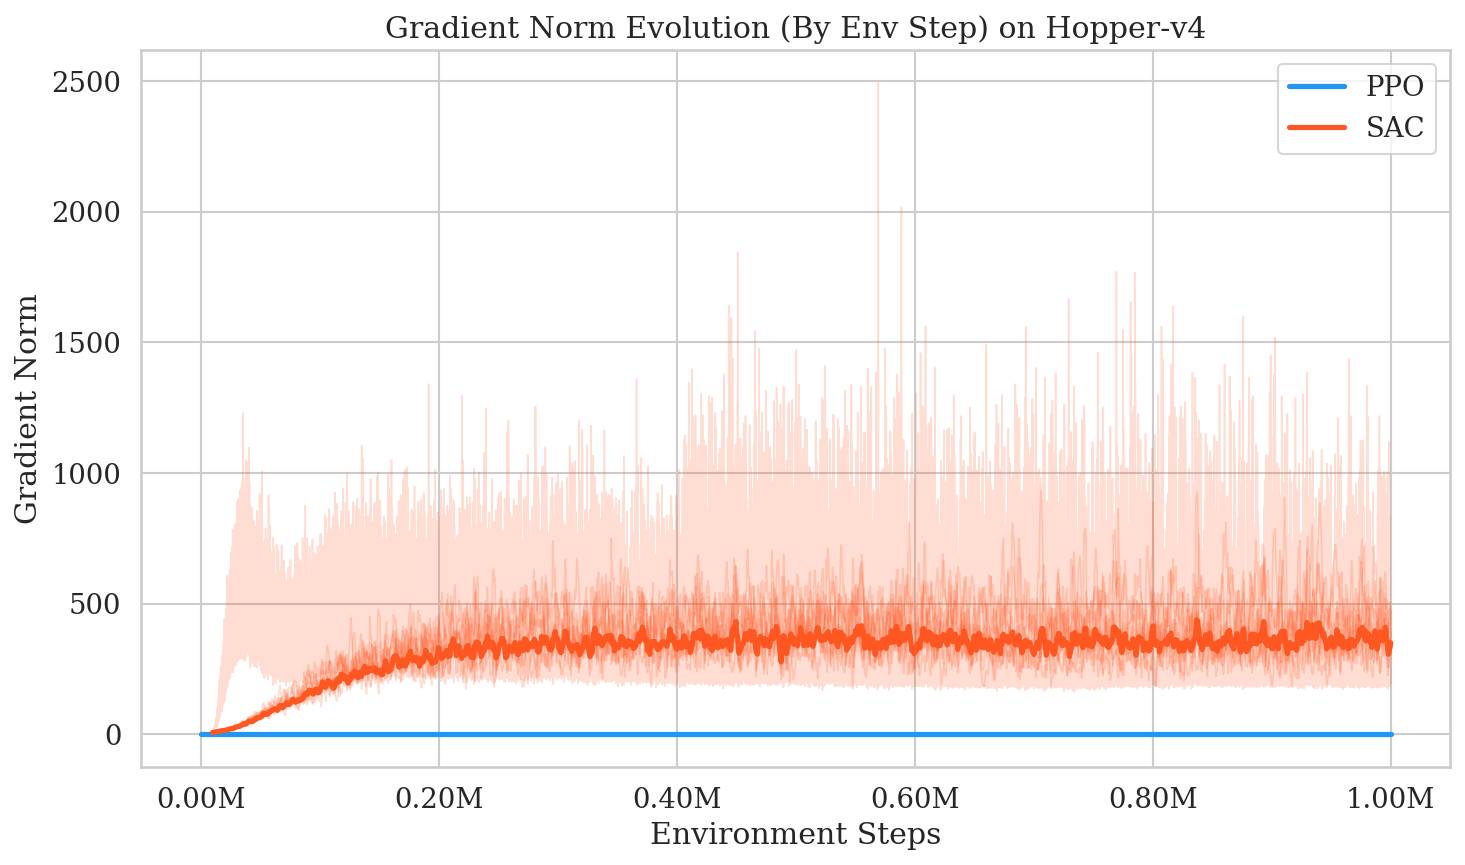 Gradient Norm Evolution (By Env Step) on Hopper-v4
PPO
SAC
2500
2000
1500
1000
500
0
Gradient Norm
0.00M 0.20M 0.40M 0.60M 0.80M 1.00M
Environment Steps